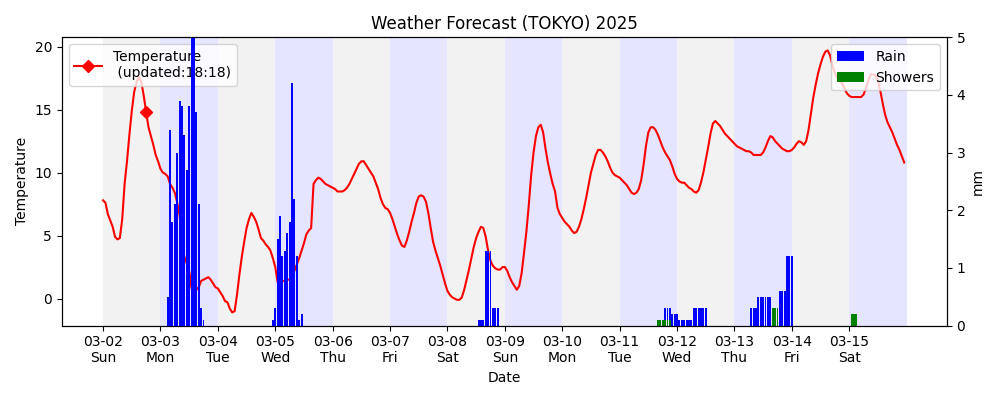 Weather Forecast (TOKYO) 2025
Temperature
(updated:18:18)
Rain
Showers
Temperature
20
15
10
5
0
5
4
3
2
1
0
mm
03-02 03-03 03-04 03-05 03-06 03-07 03-08 03-09 03-10 03-11 03-12 03-13 03-14 03-15
Sun Mon Tue Wed Thu Fri Sat Sun Mon Tue Wed Thu Fri Sat
Date